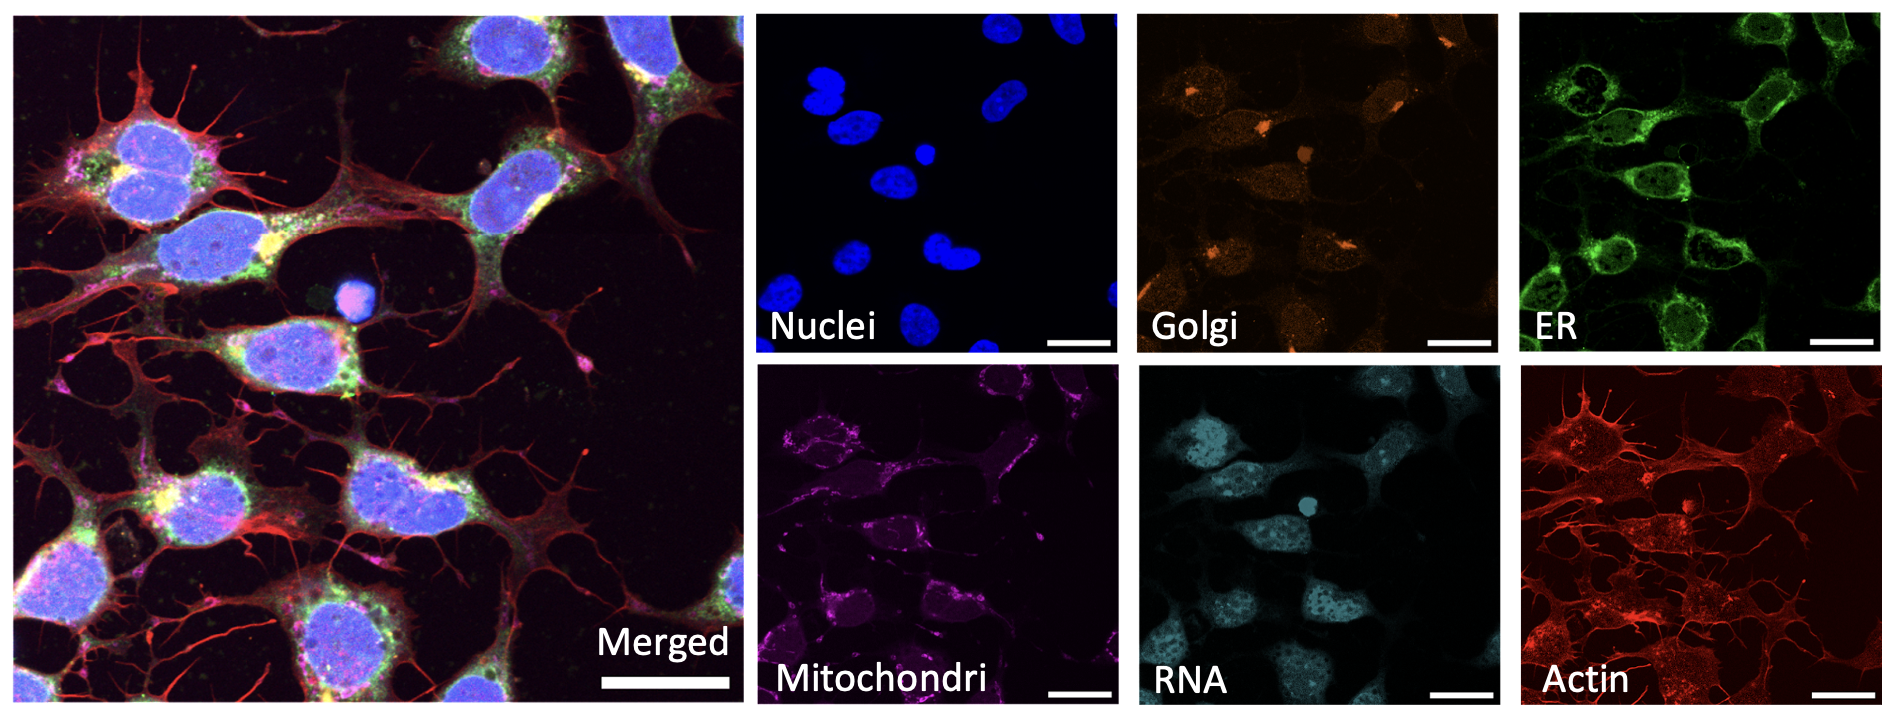 Merged
Nuclei
Golgi
ER
Mitochondri
RNA
Actin